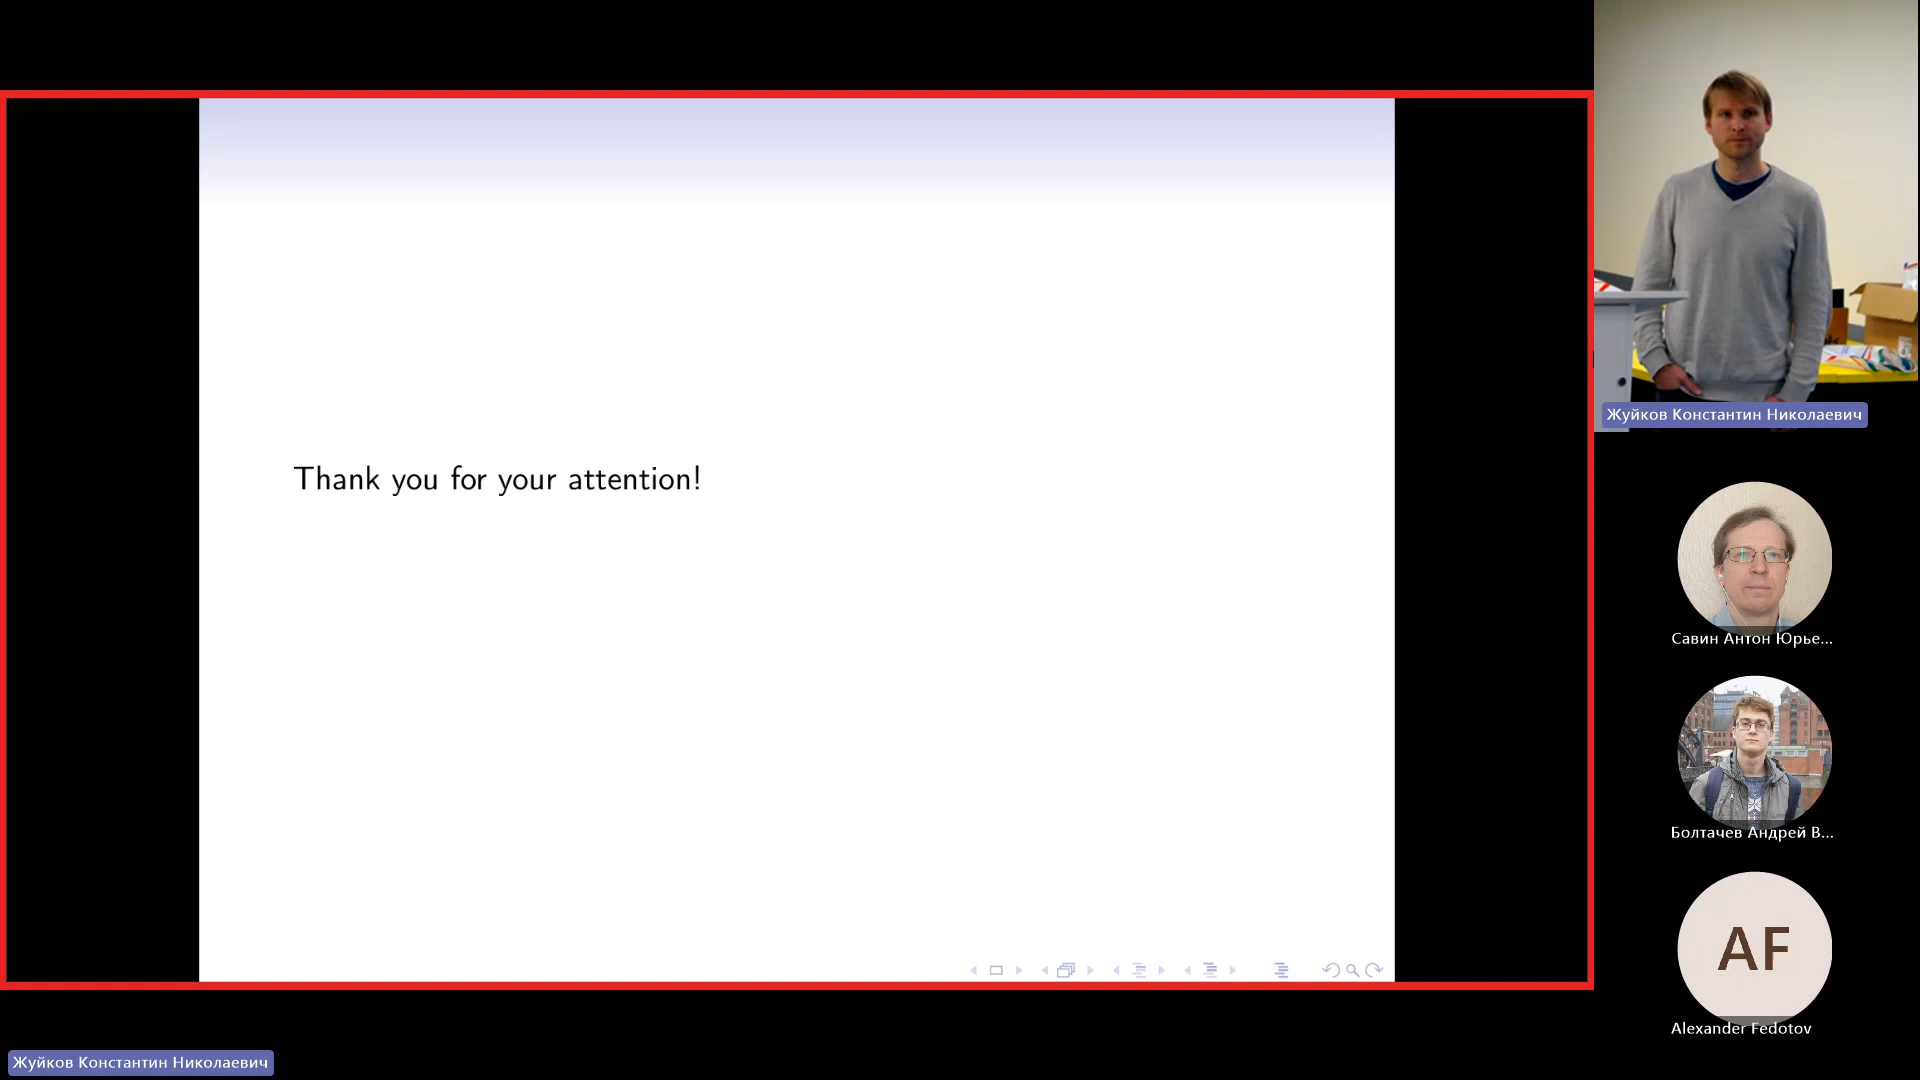 Thank you for your attention!
Жуйков Константин Николаевич
Савин Антон Юрье...
Болтачев Андрей В...
AF
Alexander Fedotov
Жуйков Константин Николаевич